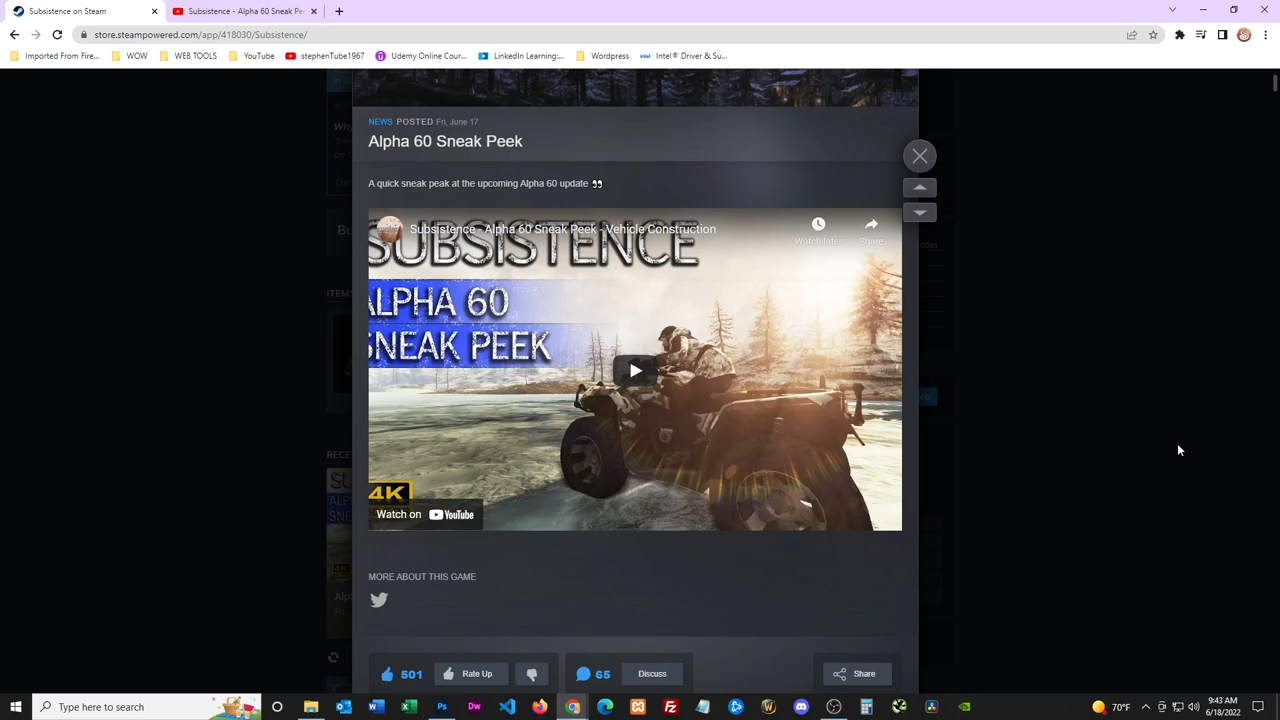 Subsistence on Steam
Subsistence - Alpha 60 Sneak Pe
store.steampowered.com/app/418030/Subsistence/
Imported From Fire...
WOW
WEB TOOLS
YouTube
stephenTube1967
Udemy Online Cour...
LinkedIn Learning:...
Wordpress
intel
Intel® Driver & Su...
NEWS POSTED Fri, June 17
Alpha 60 Sneak Peek
A quick sneak peak at the upcoming Alpha 60 update
Subsistence - Alpha 60 Sneak Peek - Vehicle Construction
Watch later
Share
SUBSISTENCE
ALPHA 60
SNEAK PEEK
4K
Watch on YouTube
MORE ABOUT THIS GAME
501
Rate Up
65
Discuss
Share
Type here to search
70°F
9:43 AM
6/18/2022